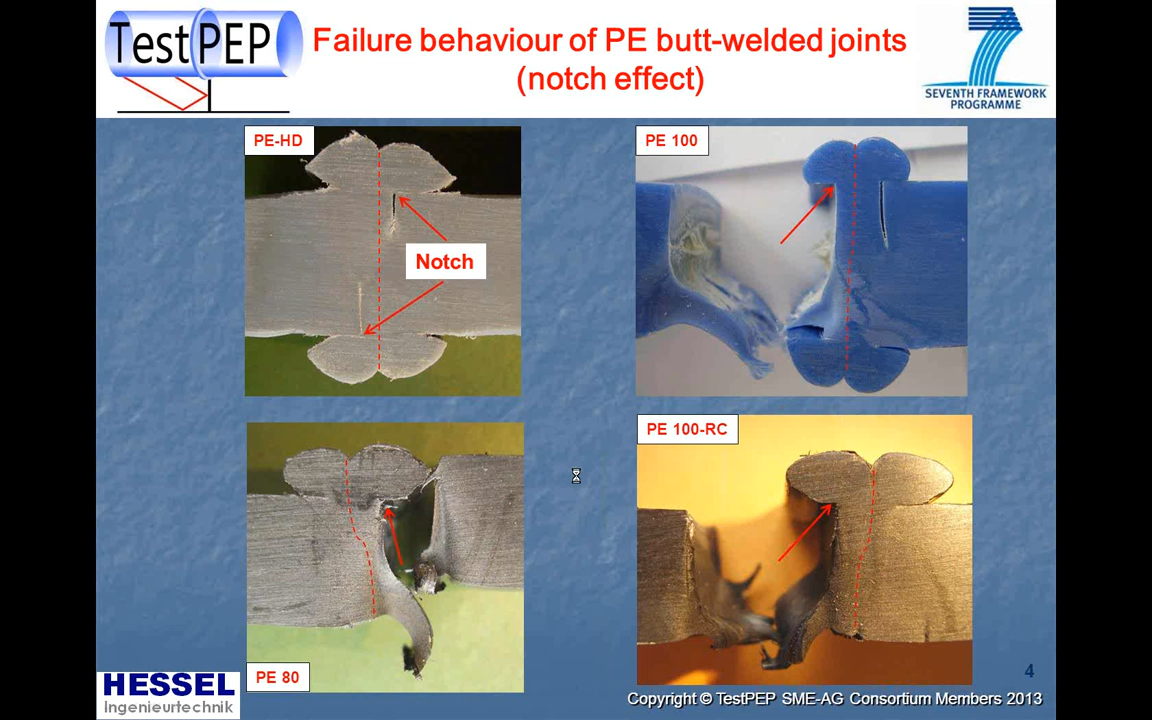 TestPEP
Failure behaviour of PE butt-welded joints
(notch effect)
7
SEVENTH FRAMEWORK
PROGRAMME
PE-HD
PE 100
Notch
PE 100-RC
PE 80
4
HESSEL
Ingenieurtechnik
Copyright © TestPEP SME-AG Consortium Members 2013